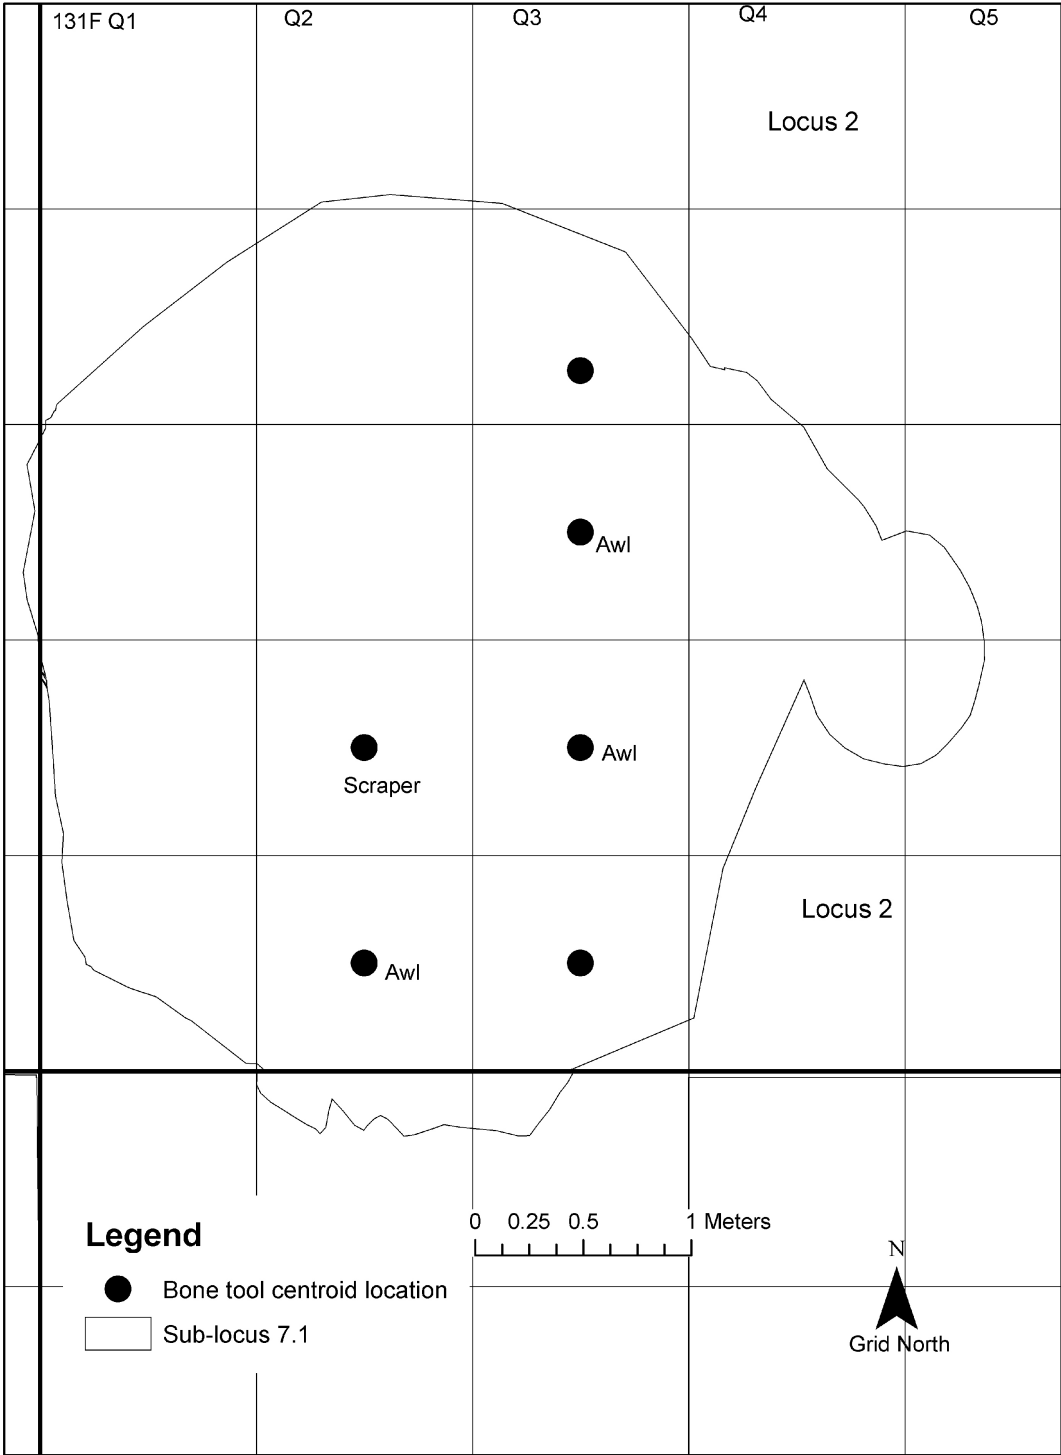 131F Q1
Q2
Q3
Q4
Q5
Locus 2
Awl
Awl
Scraper
Locus 2
Awl
0 0.25 0.5 1 Meters
Legend
Bone tool centroid location
Sub-locus 7.1
N
Grid North